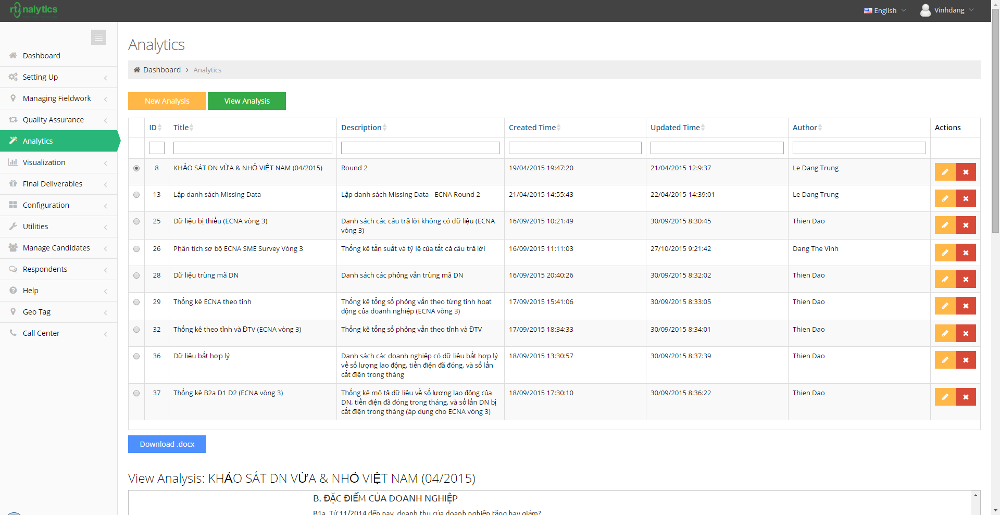 rtAnalytics
English
Vinhdang
Dashboard
Setting Up
Managing Fieldwork
Quality Assurance
Analytics
Visualization
Final Deliverables
Configuration
Utilities
Manage Candidates
Respondents
Help
Geo Tag
Call Center
Analytics
Dashboard > Analytics
New Analysis View Analysis
ID Title Description Created Time Updated Time Author Actions
8 KHẢO SÁT DN VỪA & NHỎ VIỆT NAM (04/2015) Round 2 19/04/2015 19:47:20 21/04/2015 12:9:37 Le Dang Trung
13 Lập danh sách Missing Data Lập danh sách Missing Data - ECNA Round 2 21/04/2015 14:55:43 22/04/2015 14:39:01 Le Dang Trung
25 Dữ liệu bị thiếu (ECNA vòng 3) Danh sách các câu trả lời không có dữ liệu (ECNA 16/09/2015 10:21:49 30/09/2015 8:30:45 Thien Dao
vòng 3)
26 Phân tích sơ bộ ECNA SME Survey Vòng 3 Thống kê tần suất và tỷ lệ của tất cả câu trả lời 16/09/2015 11:11:03 27/10/2015 9:21:42 Dang The Vinh
28 Dữ liệu trùng mã DN Danh sách các phỏng vấn trùng mã DN 16/09/2015 20:40:26 30/09/2015 8:32:02 Thien Dao
29 Thống kê ECNA theo tỉnh Thống kê tổng số phỏng vấn theo từng tỉnh hoạt 17/09/2015 15:41:06 30/09/2015 8:33:05 Thien Dao
động của doanh nghiệp (ECNA vòng 3)
32 Thống kê theo tỉnh và ĐTV (ECNA vòng 3) Thống kê tổng số phỏng vấn theo tỉnh và ĐTV 17/09/2015 18:34:33 30/09/2015 8:34:01 Thien Dao
36 Dữ liệu bất hợp lý Danh sách các doanh nghiệp có dữ liệu bất hợp lý 18/09/2015 13:30:57 30/09/2015 8:37:39 Thien Dao
về số lượng lao động, tiền điện đã đóng, và số lần
cắt điện trong tháng
37 Thống kê B2a D1 D2 (ECNA vòng 3) Thống kê mô tả dữ liệu về số lượng lao động của 18/09/2015 17:30:10 30/09/2015 8:36:22 Thien Dao
DN, tiền điện đã đóng trong tháng, và số lần DN bị
cắt điện trong tháng (áp dụng cho ECNA vòng 3)
Download .docx
View Analysis: KHẢO SÁT DN VỪA & NHỎ VIỆT NAM (04/2015)
B. ĐẶC ĐIỂM CỦA DOANH NGHIỆP
B1a. Từ 11/2014 đến nay, doanh thu của doanh nghiệp tăng hay giảm?